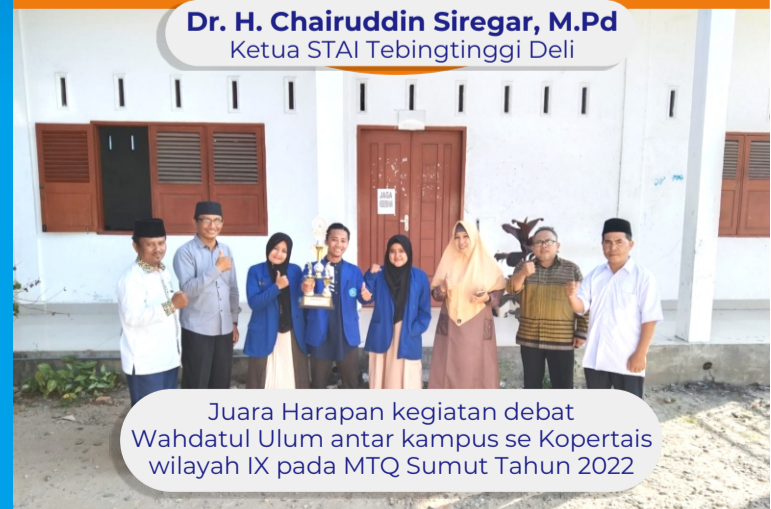 Dr. H. Chairuddin Siregar, M.Pd
Ketua STAI Tebingtinggi Deli
JAGA
Juara Harapan kegiatan debat
Wahdatul Ulum antar kampus se Kopertais
wilayah IX pada MTQ Sumut Tahun 2022